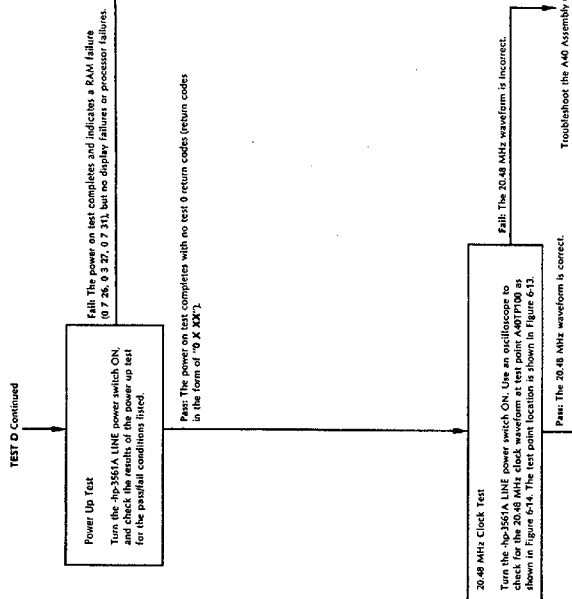 TEST D Continued
Power Up Test
Turn the -hp-3561A LINE power switch ON,
and check the results of the power up test
for the pass/fail conditions listed.
Fail: The power on test completes and indicates a RAM failure
(0 7 26, 0 3 27, 0 7 31), but no display failures or processor failures.
Pass: The power on test completes with no test 0 return codes (return codes
in the form of "0 X XX").
20.48 MHz Clock Test
Turn the -hp-3561A LINE power switch ON. Use an oscilloscope to
check for the 20.48 MHz clock waveform at test point A40TP100 as
shown in Figure 6-14. The test point location is shown in Figure 6-13.
Fail: The 20.48 MHz waveform is incorrect.
Troubleshoot the A40 Assembly
Pass: The 20.48 MHz waveform is correct.